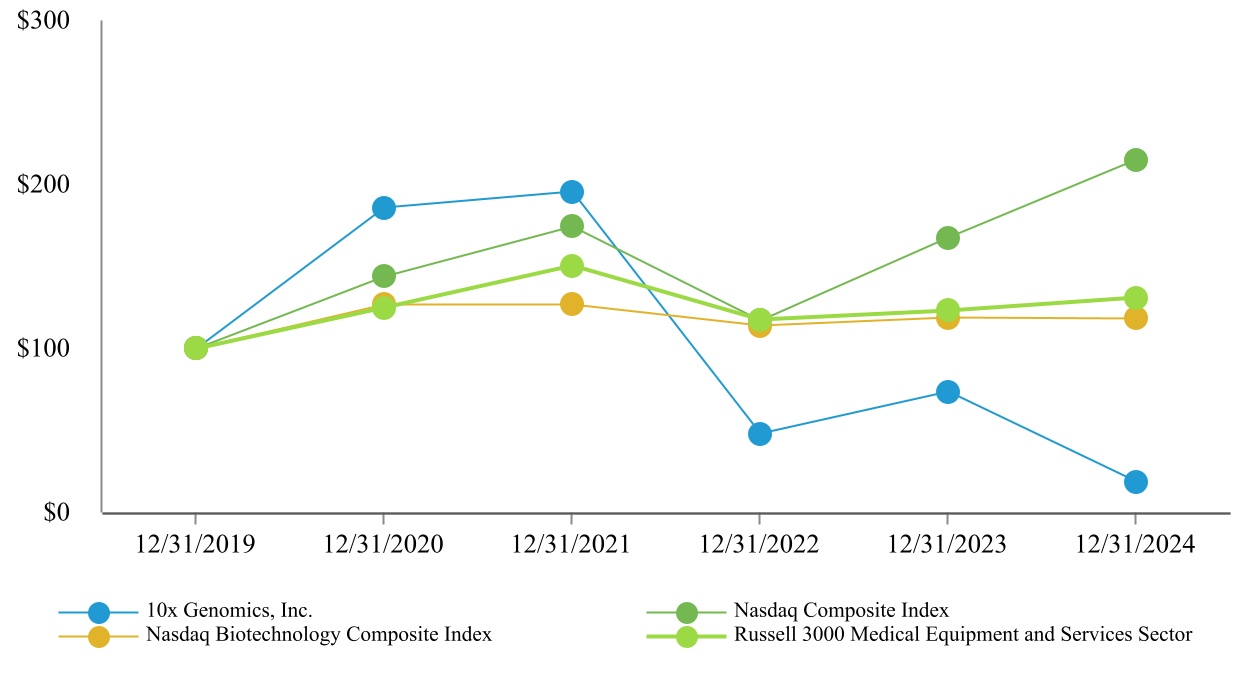 $300
$200
$100
$0
12/31/2019 12/31/2020 12/31/2021 12/31/2022 12/31/2023 12/31/2024
10x Genomics, Inc. Nasdaq Composite Index
Nasdaq Biotechnology Composite Index Russell 3000 Medical Equipment and Services Sector